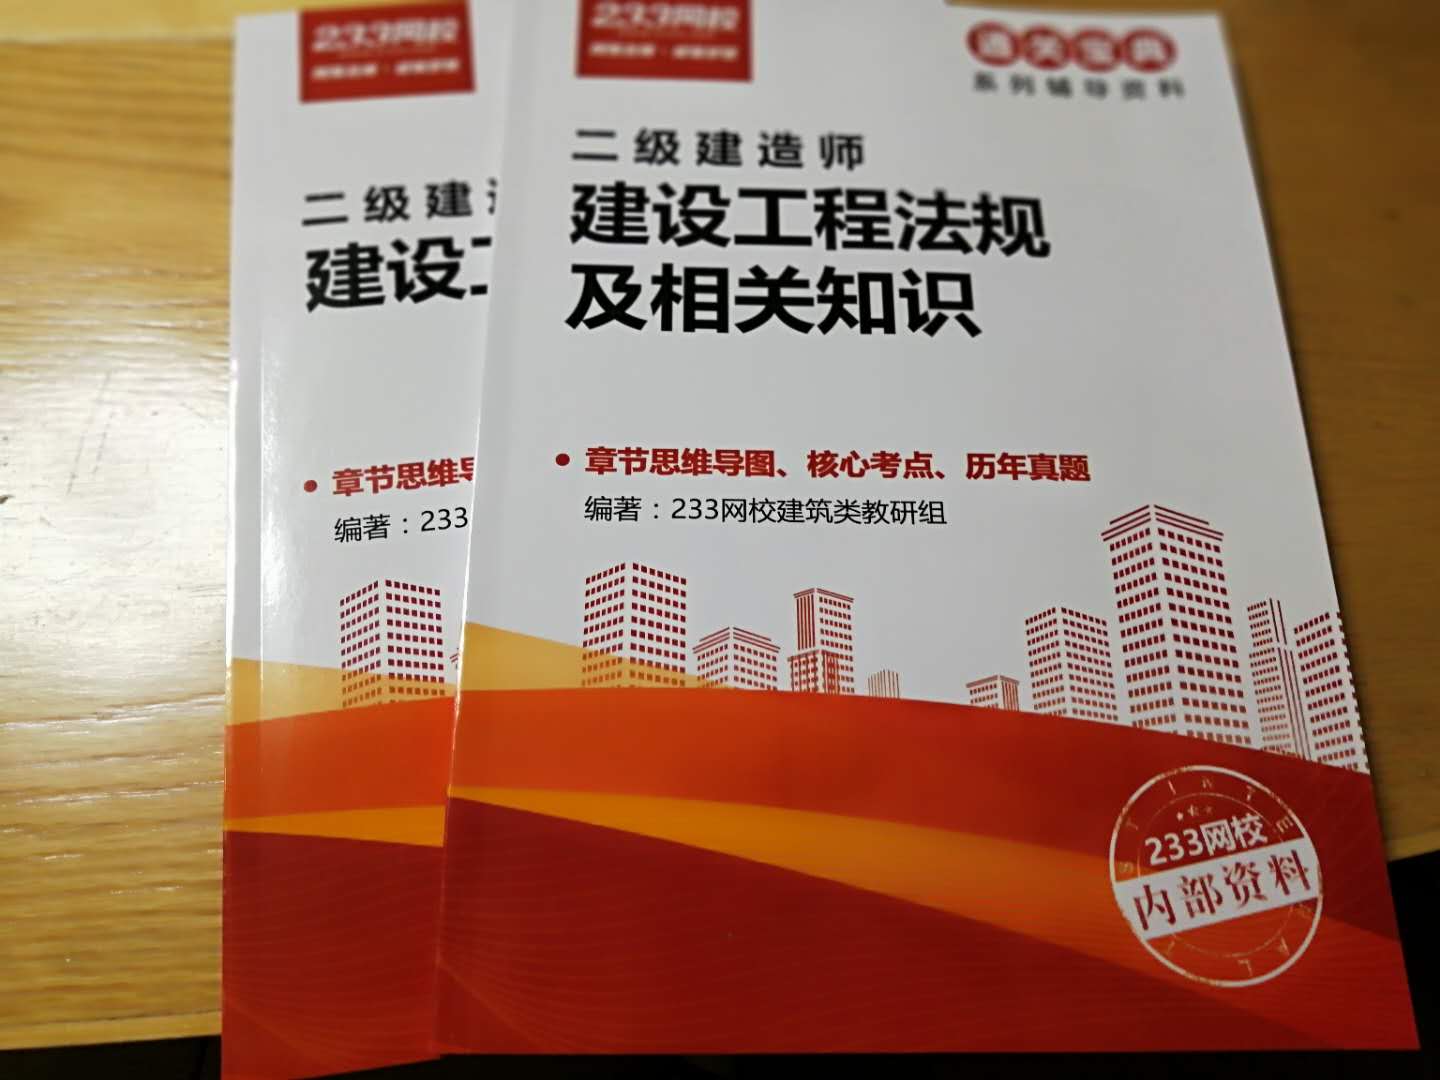 233网校
二级建
建设工
章节思维导
编著：233
233网校
通关宝典
系列辅导资料
二级建造师
建设工程法规
及相关知识
章节思维导图、核心考点、历年真题
编著：233网校建筑类教研组
233网校
内部资料